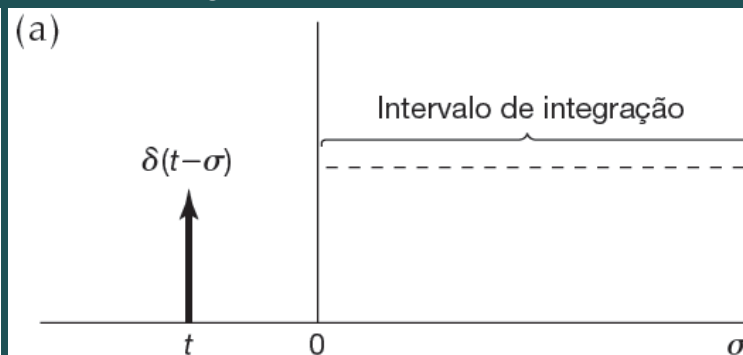 (a)
Intervalo de integração
δ(t−σ)
t 0 σ